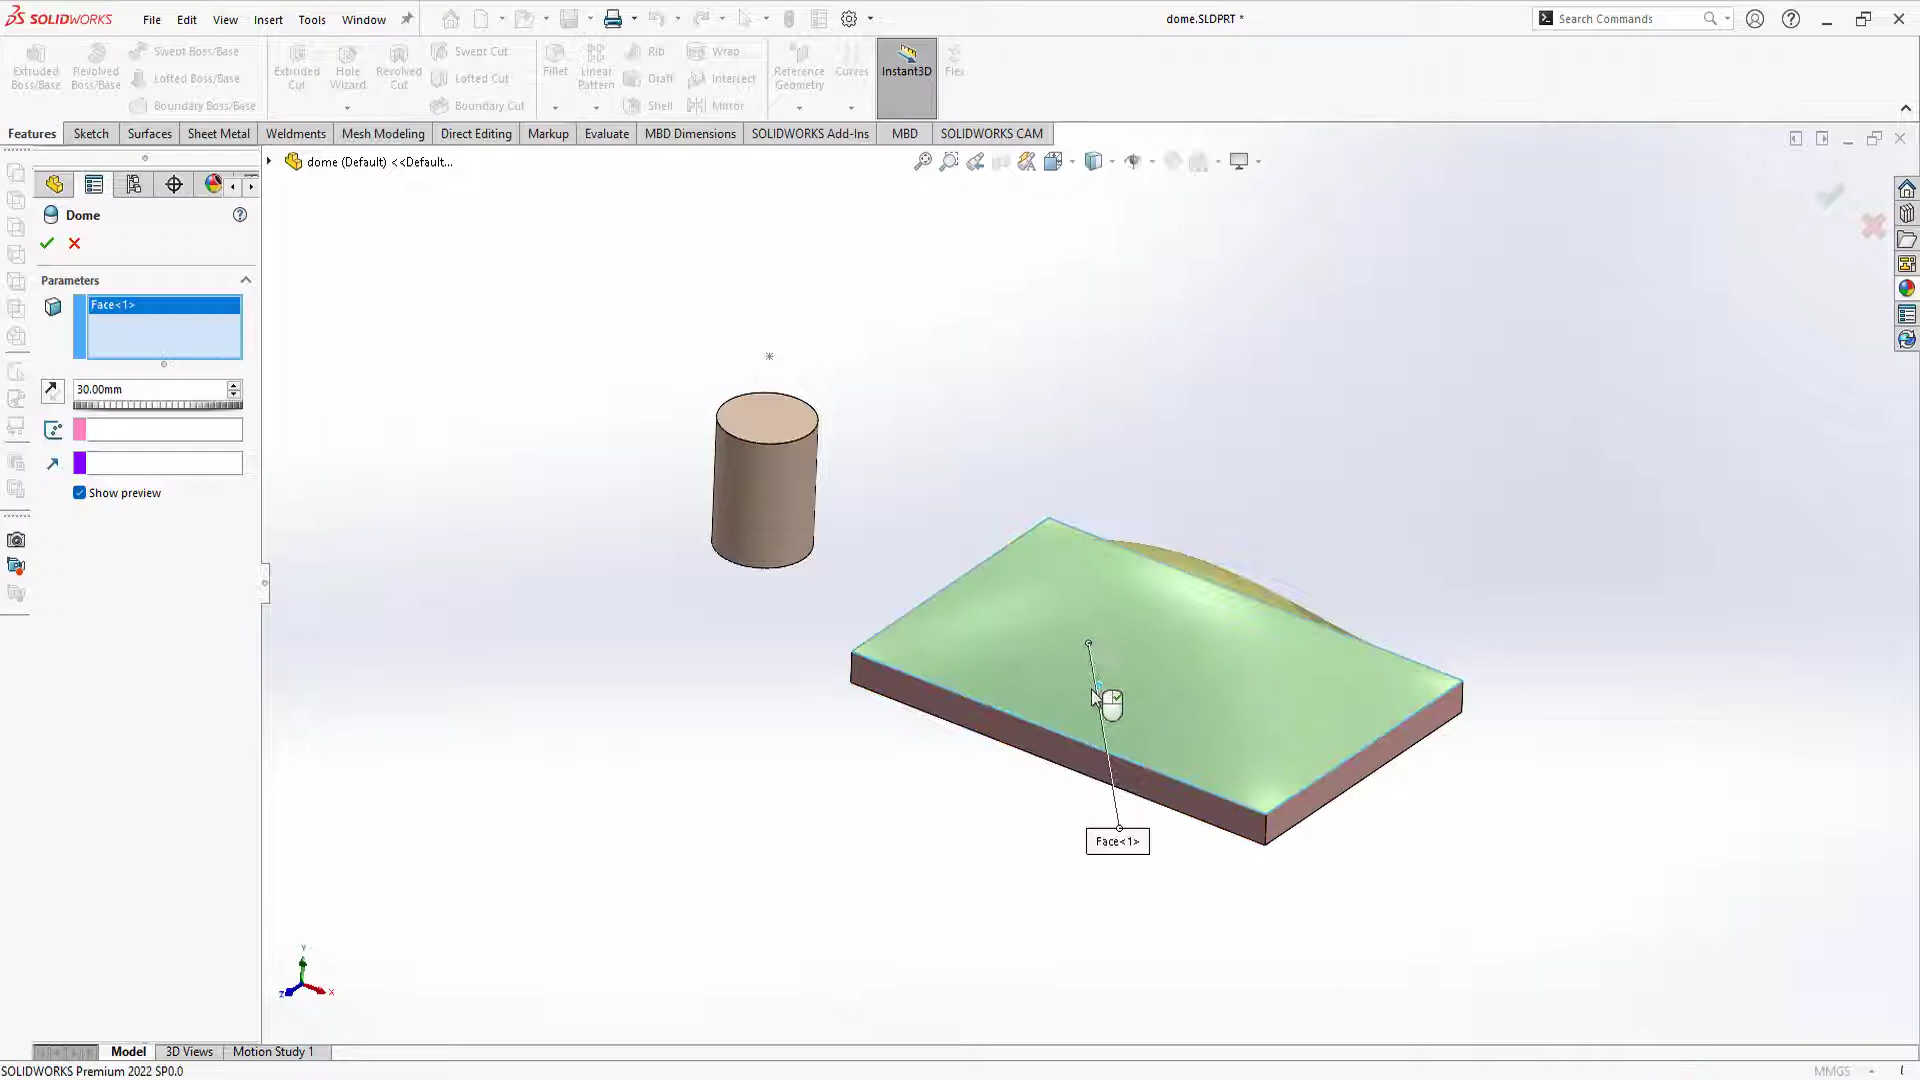 SOLIDWORKS
File Edit View Insert Tools Window
dome.SLDPRT *
Search Commands
Extruded Boss/Base
Revolved Boss/Base
Swept Boss/Base
Lofted Boss/Base
Boundary Boss/Base
Extruded Cut
Hole Wizard
Revolved Cut
Swept Cut
Lofted Cut
Boundary Cut
Fillet
Linear Pattern
Rib
Draft
Shell
Wrap
Intersect
Mirror
Reference Geometry
Curves
Instant3D
Flex
Features Sketch Surfaces Sheet Metal Weldments Mesh Modeling Direct Editing Markup Evaluate MBD Dimensions SOLIDWORKS Add-Ins MBD SOLIDWORKS CAM
dome (Default) <<Default...
Dome
Parameters
Face<1>
30.00mm
Show preview
Face<1>
Y
Z
X
Model 3D Views Motion Study 1
SOLIDWORKS Premium 2022 SP0.0
MMGS